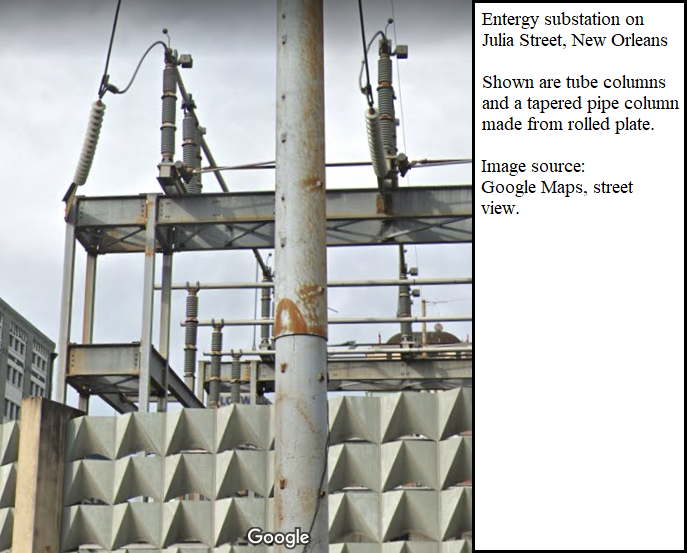 Entergy substation on
Julia Street, New Orleans
Shown are tube columns
and a tapered pipe column
made from rolled plate.
Image source:
Google Maps, street
view.
Google